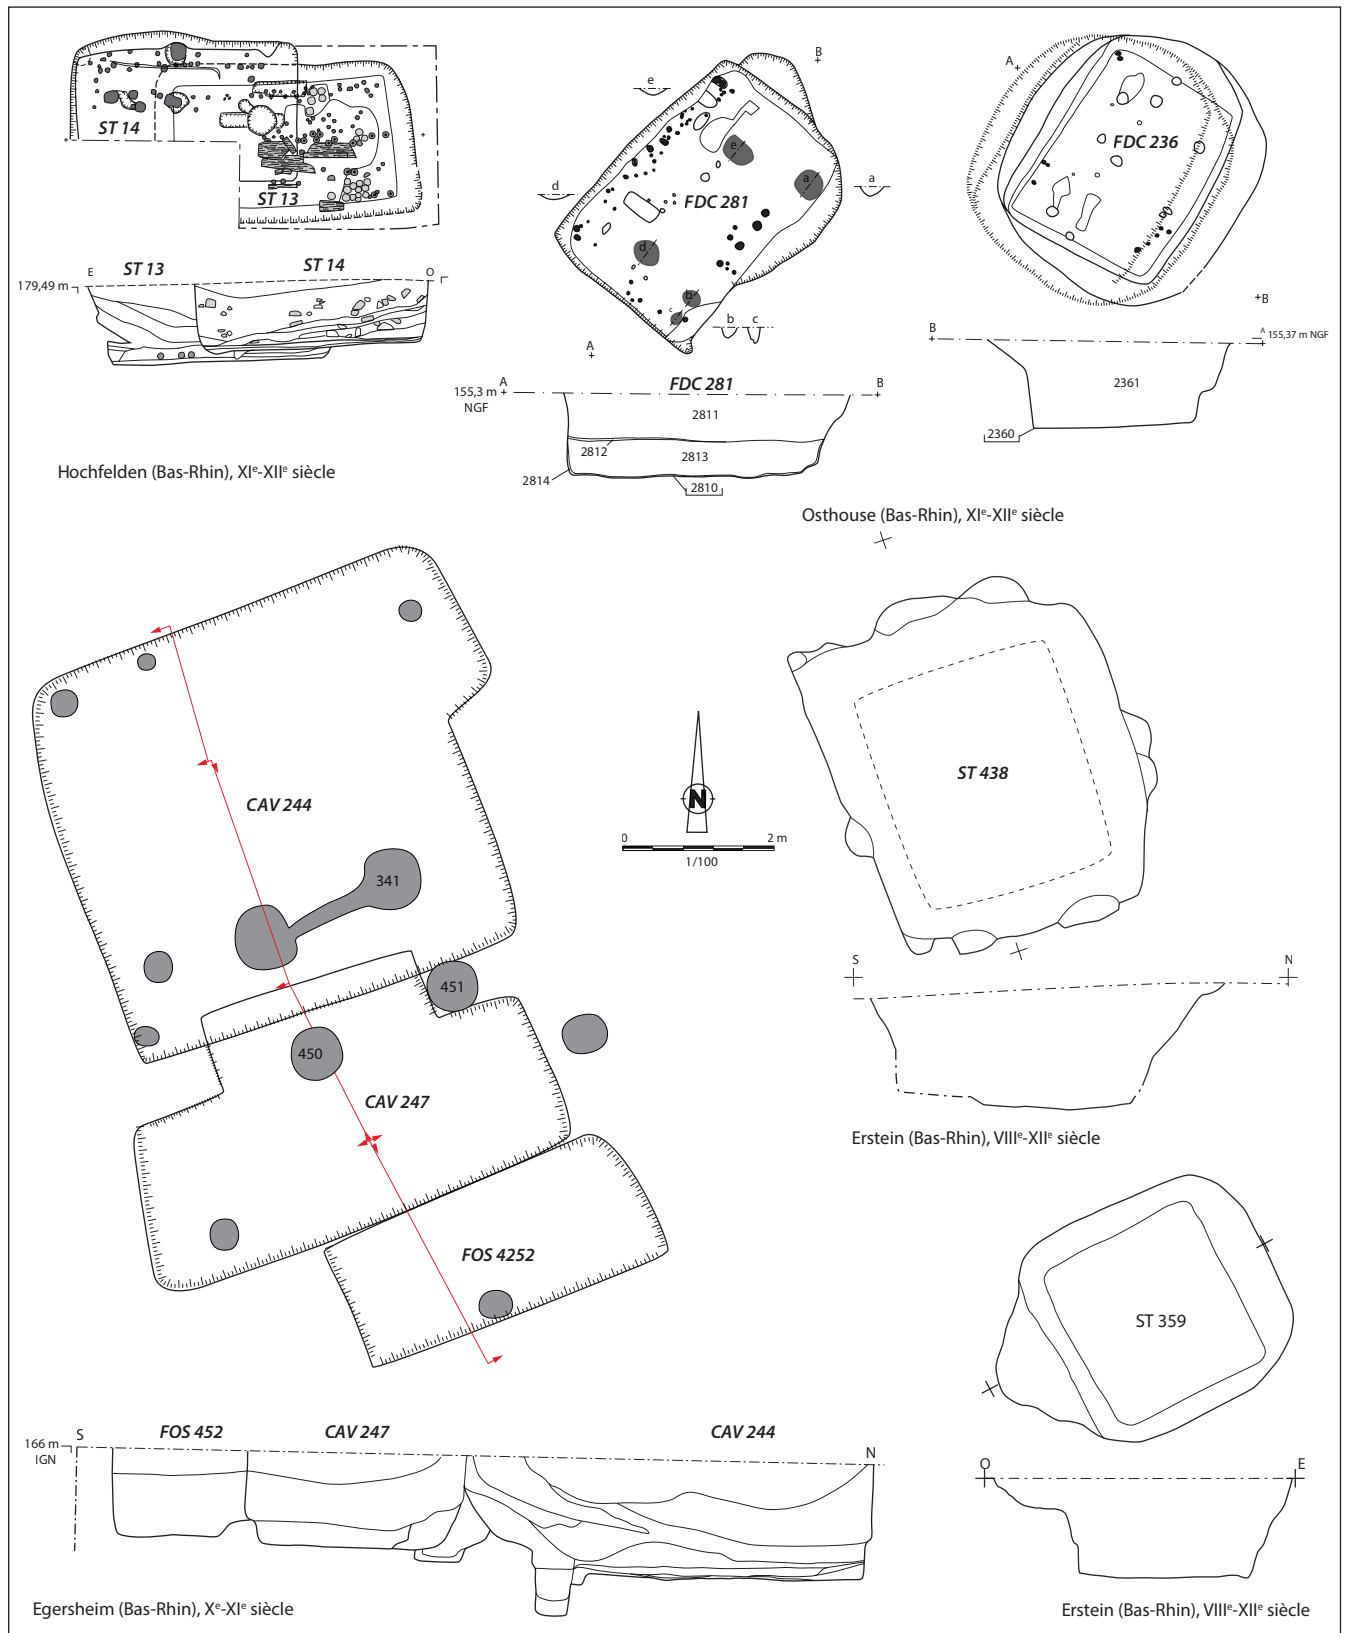 ST 14
ST 13
E
ST 13
ST 14
O
179,49 m
Hochfelden (Bas-Rhin), XIe-XIIe siècle
B
e
e
a
a
d
FDC 281
d
b
b
c
A
A
FDC 281
B
155,3 m
NGF
2811
2812
2813
2814
2810
A
FDC 236
B
B
A
155,37 m NGF
2361
2360
Osthouse (Bas-Rhin), XIe-XIIe siècle
CAV 244
341
451
450
CAV 247
FOS 4252
N
0
2 m
1/100
ST 438
S
N
Erstein (Bas-Rhin), VIIIe-XIIe siècle
ST 359
O
E
Erstein (Bas-Rhin), VIIIe-XIIe siècle
S
FOS 452
CAV 247
CAV 244
N
166 m
IGN
Egersheim (Bas-Rhin), Xe-XIe siècle